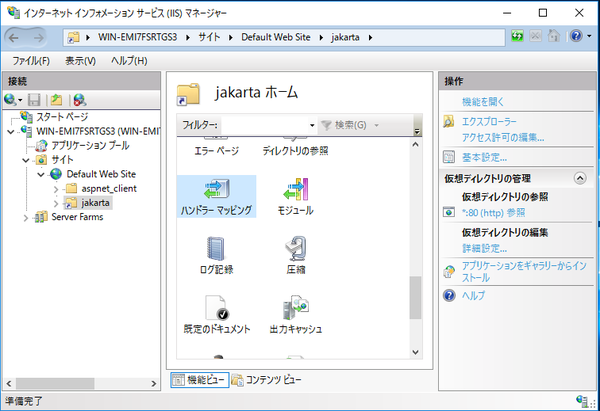 インターネット インフォメーション サービス (IIS) マネージャー
WIN-EMI7FSRTGS3 ▸ サイト ▸ Default Web Site ▸ jakarta ▸
ファイル(F) 表示(V) ヘルプ(H)
接続
スタート ページ
WIN-EMI7FSRTGS3 (WIN-EMI
アプリケーション プール
サイト
Default Web Site
aspnet_client
jakarta
Server Farms
jakarta ホーム
フィルター: 検索(G)
エラー ページ ディレクトリの参照
ハンドラー マッピング モジュール
ログ記録 圧縮
既定のドキュメント 出力キャッシュ
機能ビュー コンテンツ ビュー
操作
機能を開く
エクスプローラー
アクセス許可の編集...
基本設定...
仮想ディレクトリの管理
仮想ディレクトリの参照
*:80 (http) 参照
仮想ディレクトリの編集
詳細設定...
アプリケーションをギャラリーからイ
ンストール
ヘルプ
準備完了